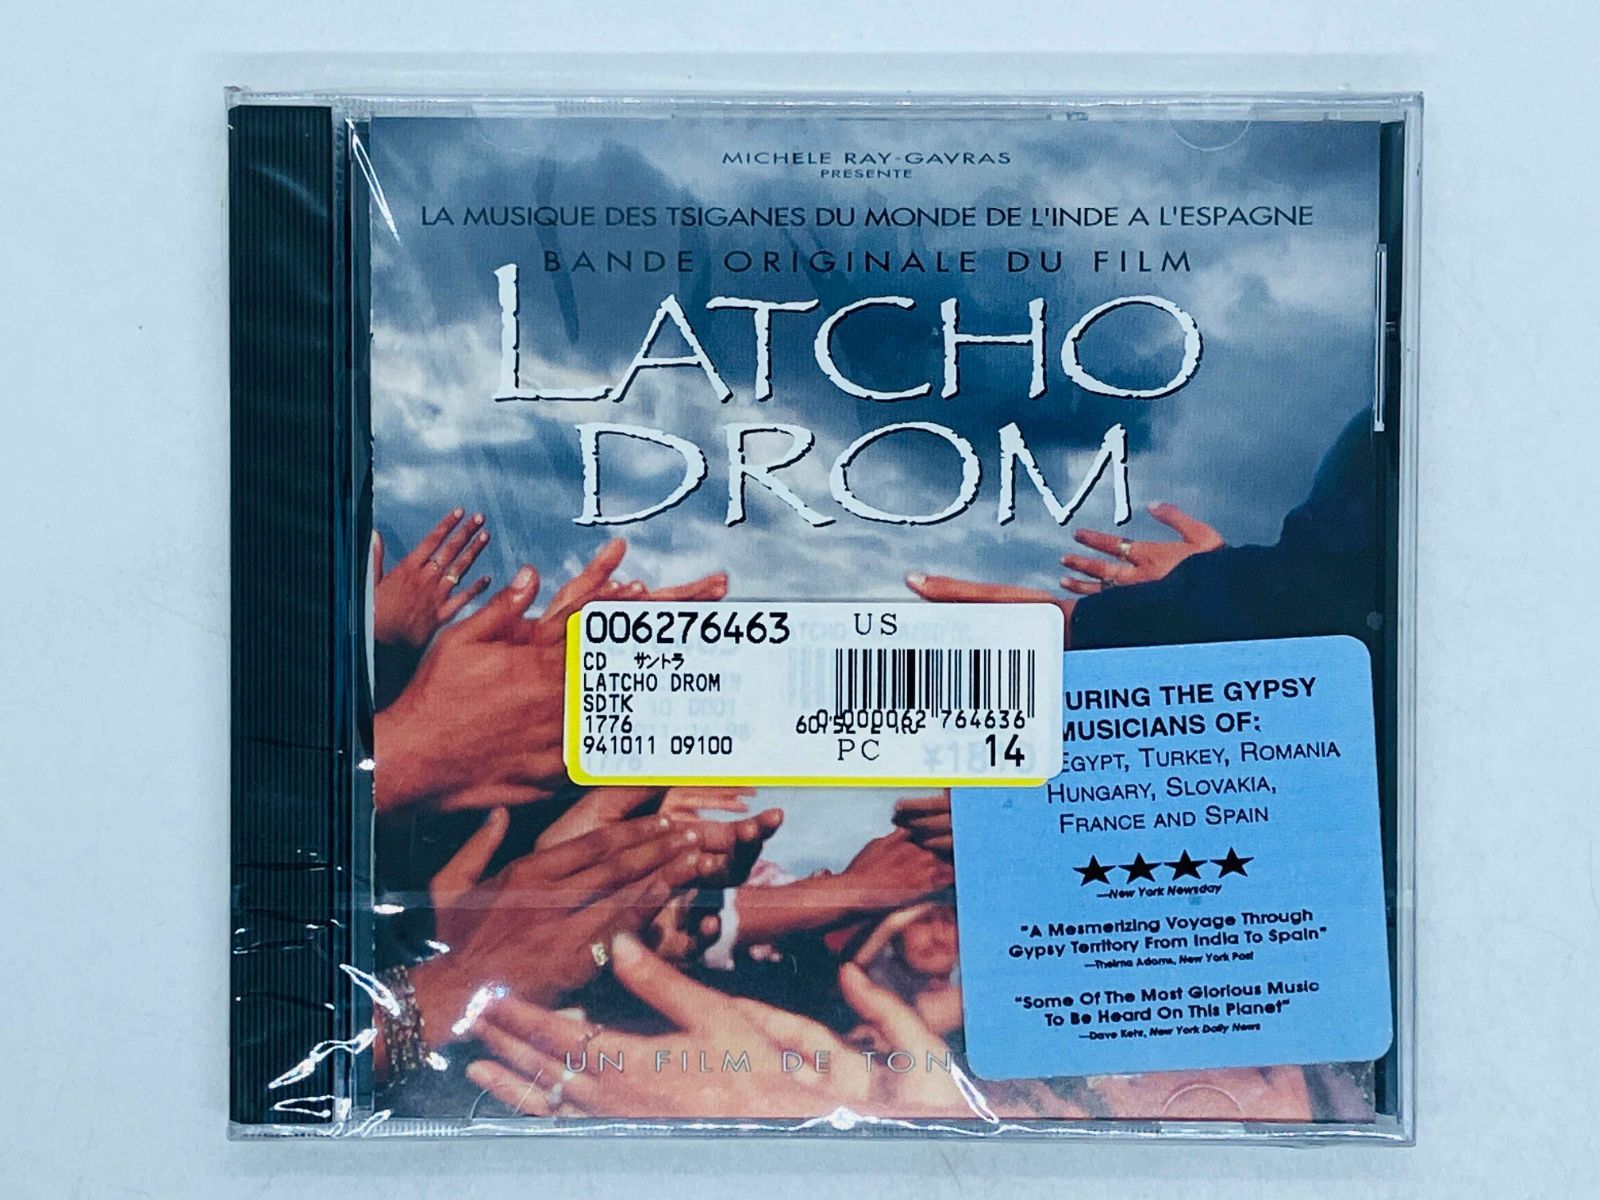 MICHELE RAY-GAVRAS
PRESENTE
LA MUSIQUE DES TSIGANES DU MONDE DE L'INDE A L'ESPAGNE
BANDE ORIGINALE DU FILM
LATCHO
DROM
006276463 US
CD サントラ
LATCHO DROM
SDTK
1776
941011 09100
0 000062 764636
PC 14
URING THE GYPSY
MUSICIANS OF:
EGYPT, TURKEY, ROMANIA
HUNGARY, SLOVAKIA,
FRANCE AND SPAIN
★★★★
—New York Newsday
"A Mesmerizing Voyage Through
Gypsy Territory From India To Spain"
—Thelma Adams, New York Post
"Some Of The Most Glorious Music
To Be Heard On This Planet"
—Dave Kehr, New York Daily News
UN FILM DE TON